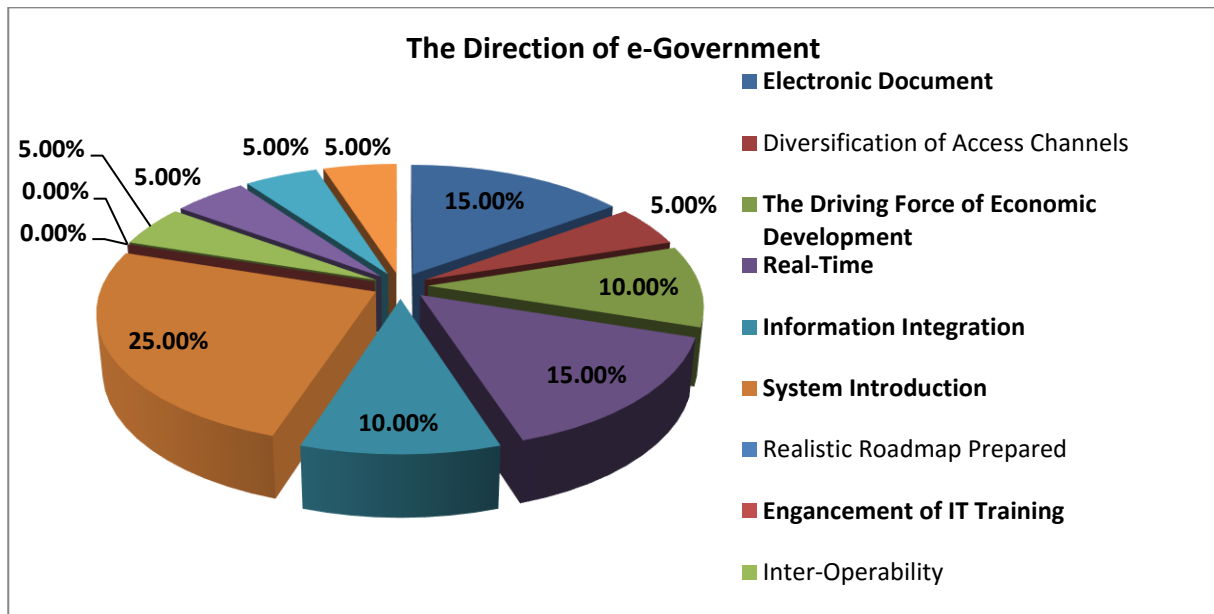 The Direction of e-Government
Electronic Document
Diversification of Access Channels
The Driving Force of Economic
Development
Real-Time
Information Integration
System Introduction
Realistic Roadmap Prepared
Engancement of IT Training
Inter-Operability
5.00%
5.00%
5.00%
5.00%
0.00%
0.00%
15.00%
5.00%
10.00%
15.00%
10.00%
25.00%